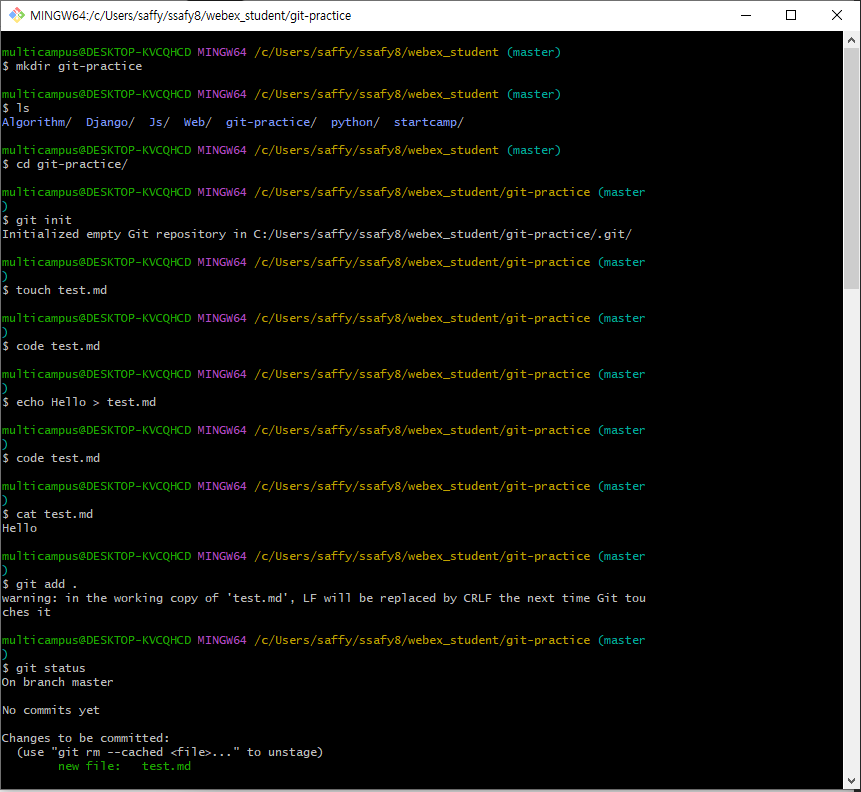 MINGW64:/c/Users/saffy/ssafy8/webex_student/git-practice
multicampus@DESKTOP-KVCQHCD MINGW64 /c/Users/saffy/ssafy8/webex_student (master)
$ mkdir git-practice
multicampus@DESKTOP-KVCQHCD MINGW64 /c/Users/saffy/ssafy8/webex_student (master)
$ ls
Algorithm/  Django/  Js/  Web/  git-practice/  python/  startcamp/
multicampus@DESKTOP-KVCQHCD MINGW64 /c/Users/saffy/ssafy8/webex_student (master)
$ cd git-practice/
multicampus@DESKTOP-KVCQHCD MINGW64 /c/Users/saffy/ssafy8/webex_student/git-practice (master
)
$ git init
Initialized empty Git repository in C:/Users/saffy/ssafy8/webex_student/git-practice/.git/
multicampus@DESKTOP-KVCQHCD MINGW64 /c/Users/saffy/ssafy8/webex_student/git-practice (master
)
$ touch test.md
multicampus@DESKTOP-KVCQHCD MINGW64 /c/Users/saffy/ssafy8/webex_student/git-practice (master
)
$ code test.md
multicampus@DESKTOP-KVCQHCD MINGW64 /c/Users/saffy/ssafy8/webex_student/git-practice (master
)
$ echo Hello > test.md
multicampus@DESKTOP-KVCQHCD MINGW64 /c/Users/saffy/ssafy8/webex_student/git-practice (master
)
$ code test.md
multicampus@DESKTOP-KVCQHCD MINGW64 /c/Users/saffy/ssafy8/webex_student/git-practice (master
)
$ cat test.md
Hello
multicampus@DESKTOP-KVCQHCD MINGW64 /c/Users/saffy/ssafy8/webex_student/git-practice (master
)
$ git add .
warning: in the working copy of 'test.md', LF will be replaced by CRLF the next time Git tou
ches it
multicampus@DESKTOP-KVCQHCD MINGW64 /c/Users/saffy/ssafy8/webex_student/git-practice (master
)
$ git status
On branch master
No commits yet
Changes to be committed:
  (use "git rm --cached <file>..." to unstage)
        new file:   test.md